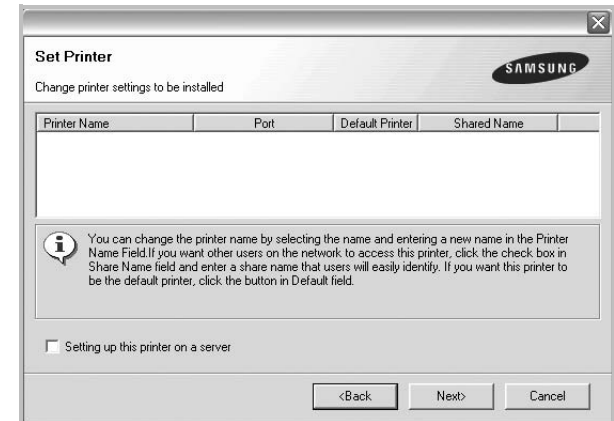 Set Printer
SAMSUNG
Change printer settings to be installed
Printer Name Port Default Printer Shared Name
You can change the printer name by selecting the name and entering a new name in the Printer
Name Field.If you want other users on the network to access this printer, click the check box in
Share Name field and enter a share name that users will easily identify. If you want this printer to
be the default printer, click the button in Default field.
Setting up this printer on a server
<Back Next> Cancel